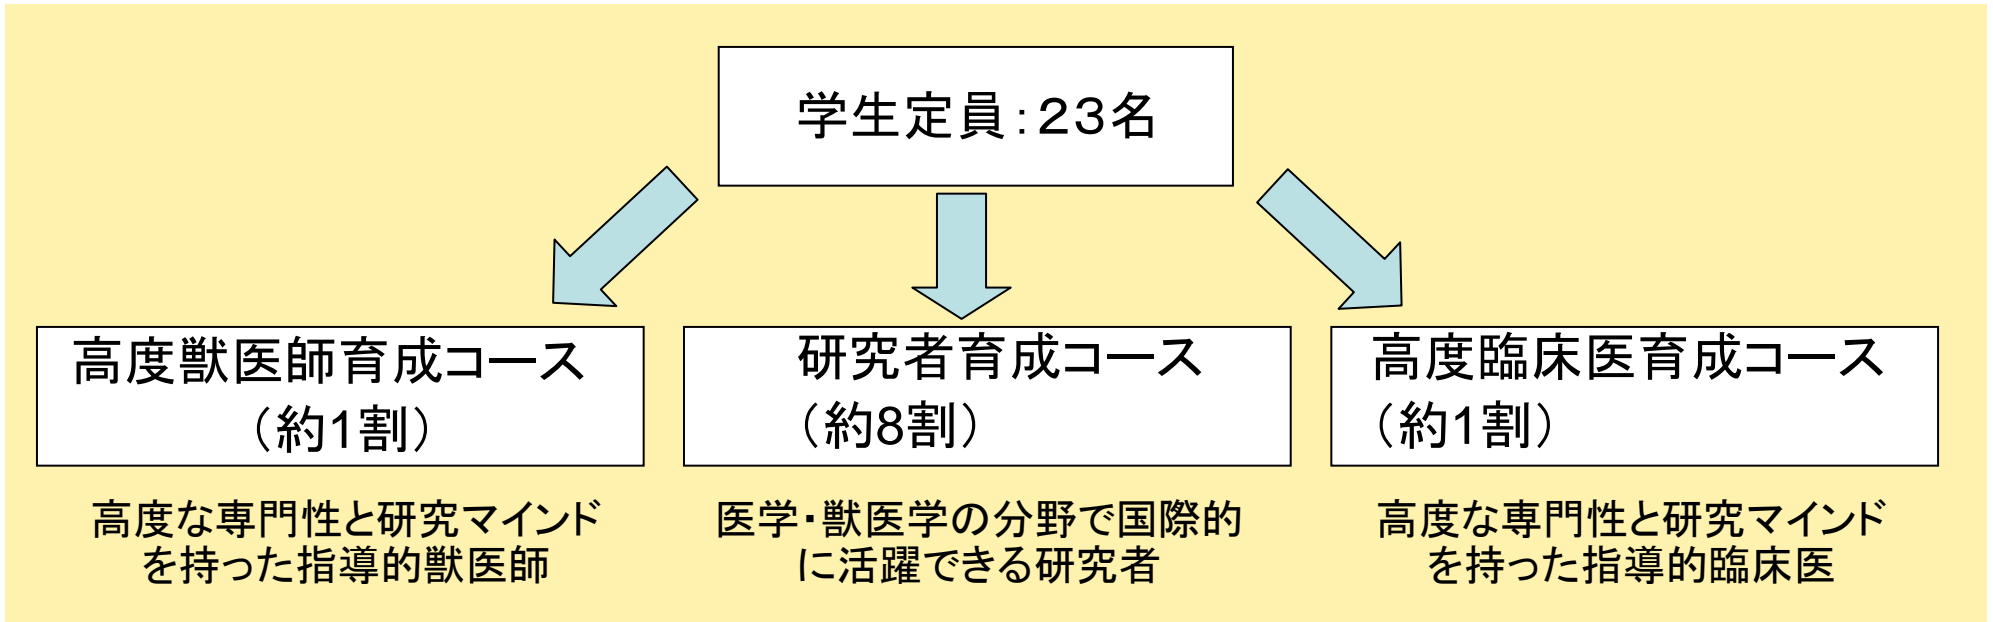 学生定員：２３名
高度獣医師育成コース
（約1割）
研究者育成コース
（約8割）
高度臨床医育成コース
（約1割）
高度な専門性と研究マインド
を持った指導的獣医師
医学・獣医学の分野で国際的
に活躍できる研究者
高度な専門性と研究マインド
を持った指導的臨床医